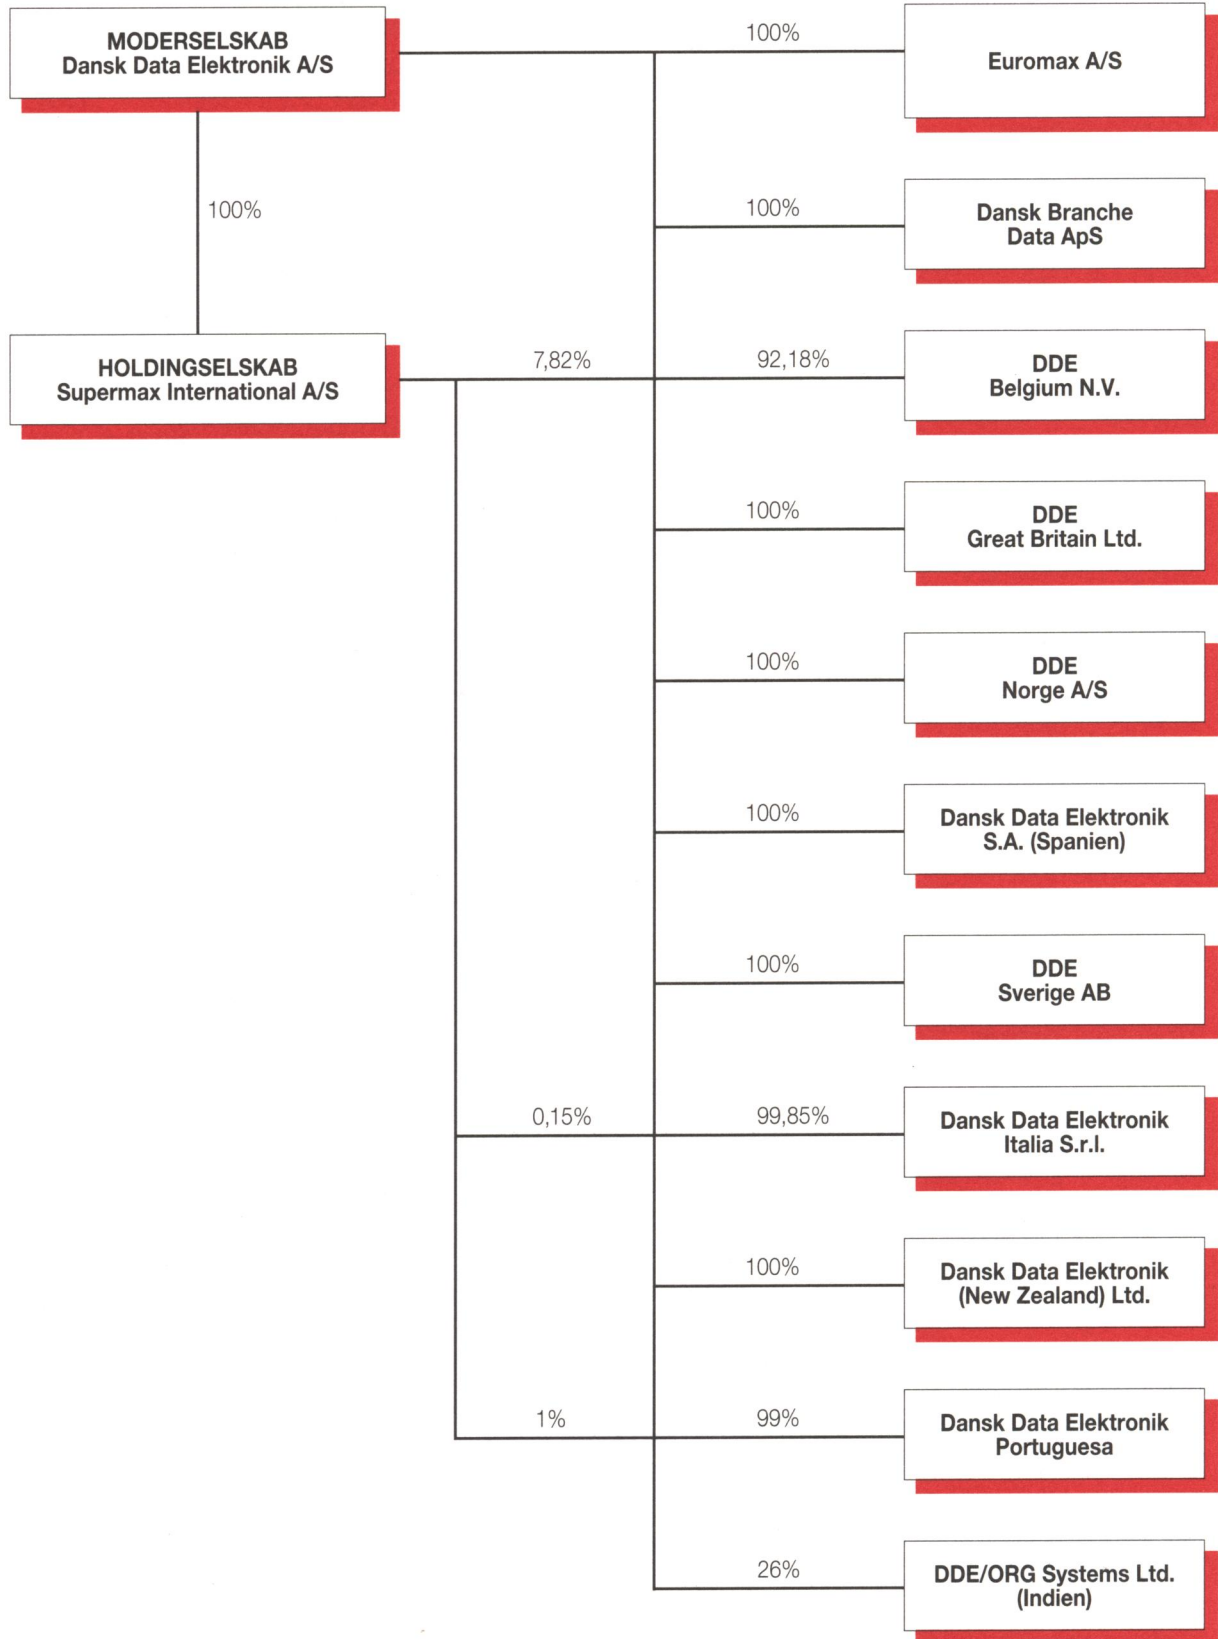 MODERSELSKAB
Dansk Data Elektronik A/S
100%
Euromax A/S
100%
100%
Dansk Branche
Data ApS
HOLDINGSELSKAB
Supermax International A/S
7,82%
92,18%
DDE
Belgium N.V.
100%
DDE
Great Britain Ltd.
100%
DDE
Norge A/S
100%
Dansk Data Elektronik
S.A. (Spanien)
100%
DDE
Sverige AB
0,15%
99,85%
Dansk Data Elektronik
Italia S.r.l.
100%
Dansk Data Elektronik
(New Zealand) Ltd.
1%
99%
Dansk Data Elektronik
Portuguesa
26%
DDE/ORG Systems Ltd.
(Indien)